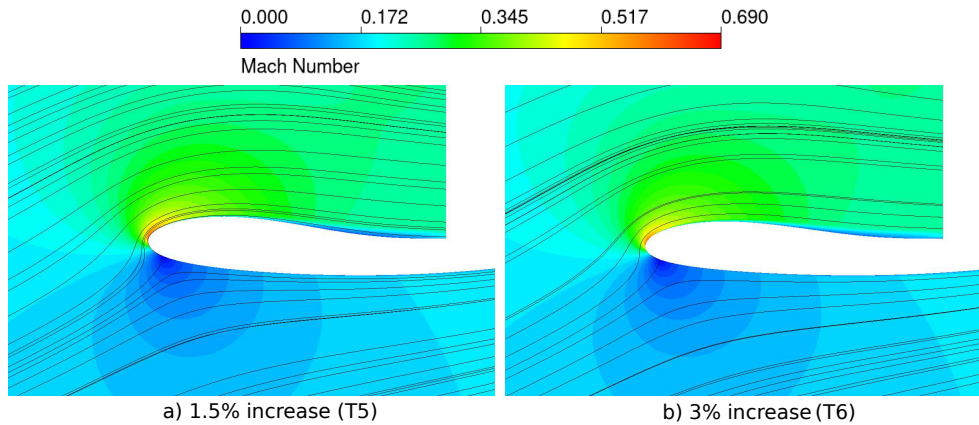 0.000 0.172 0.345 0.517 0.690
Mach Number
a) 1.5% increase (T5) b) 3% increase (T6)